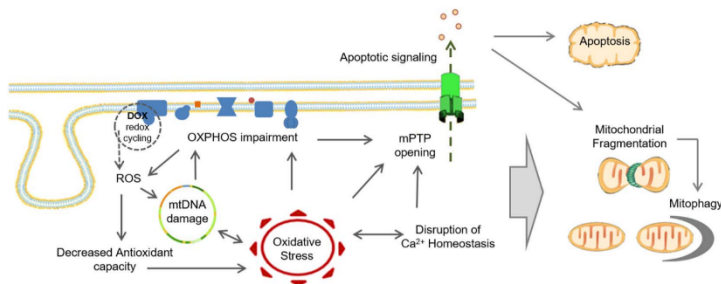 Apoptotic signaling
Apoptosis
DOX
redox
cycling
OXPHOS impairment
mPTP
opening
Mitochondrial
Fragmentation
ROS
mtDNA
damage
Mitophagy
Decreased Antioxidant
capacity
Oxidative
Stress
Disruption of
Ca²⁺ Homeostasis